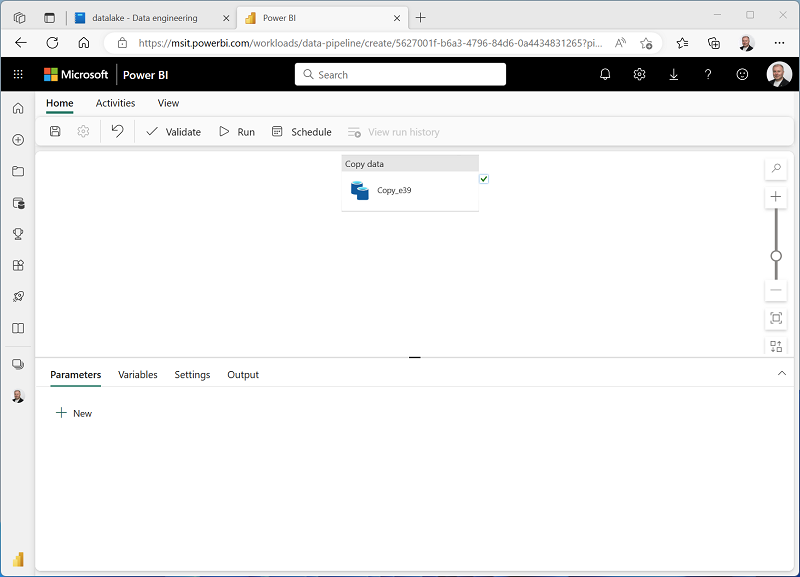 datalake - Data engineering
Power BI
https://msit.powerbi.com/workloads/data-pipeline/create/5627001f-b6a3-4796-84d6-0a4434831265?pi...
Microsoft Power BI
Search
Home Activities View
Validate Run Schedule View run history
Copy data
Copy_e39
Parameters Variables Settings Output
New